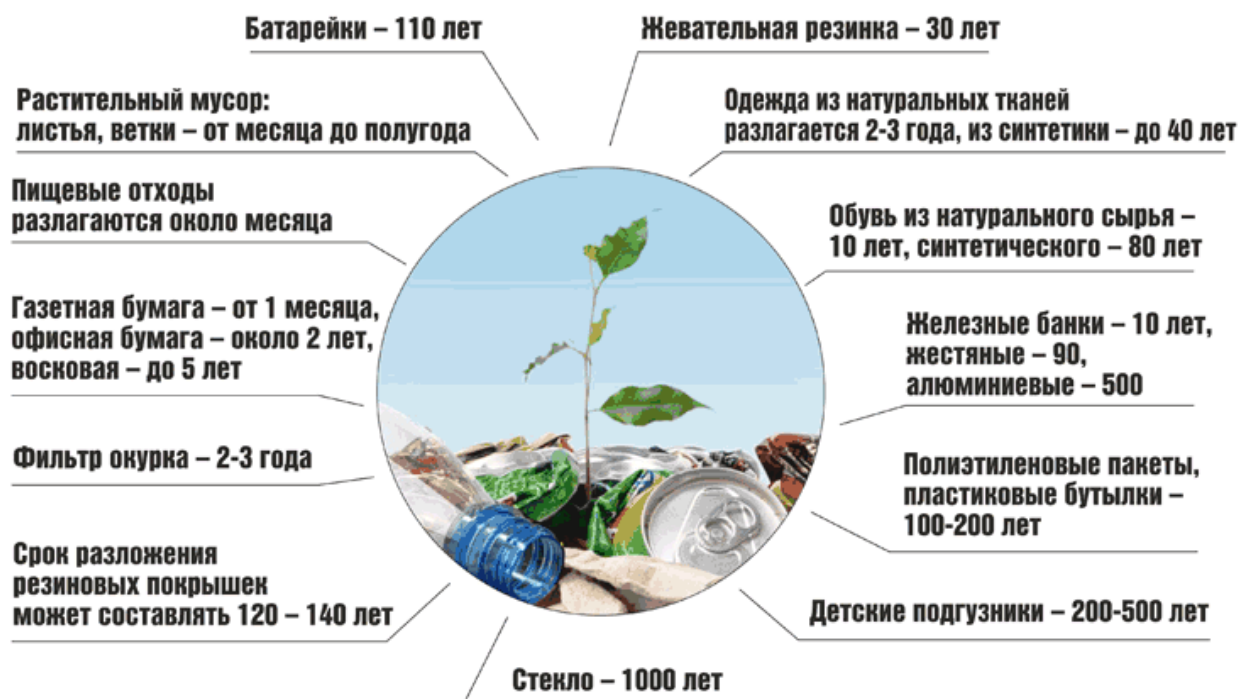 Батарейки – 110 лет
Жевательная резинка – 30 лет
Растительный мусор:
листья, ветки – от месяца до полугода
Одежда из натуральных тканей
разлагается 2-3 года, из синтетики – до 40 лет
Пищевые отходы
разлагаются около месяца
Обувь из натурального сырья –
10 лет, синтетического – 80 лет
Газетная бумага – от 1 месяца,
офисная бумага – около 2 лет,
восковая – до 5 лет
Железные банки – 10 лет,
жестяные – 90,
алюминиевые – 500
Фильтр окурка – 2-3 года
Полиэтиленовые пакеты,
пластиковые бутылки –
100-200 лет
Срок разложения
резиновых покрышек
может составлять 120 – 140 лет
Детские подгузники – 200-500 лет
Стекло – 1000 лет